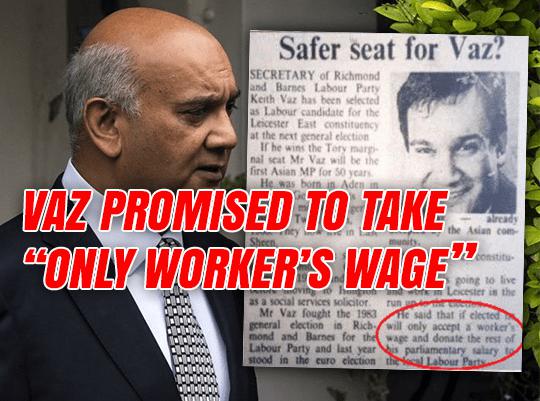 Safer seat for Vaz?
SECRETARY of Richmond
and Barnes Labour Party
Keith Vaz has been selected
as Labour candidate for the
Leicester East constituency
at the next general election
If he wins the Tory margi-
nal seat Mr Vaz will be the
first Asian MP for 50 years.
He was born in Aden in
VAZ PROMISED TO TAKE
“ONLY WORKER’S WAGE”
Sheen.
as a social services solicitor.
Mr Vaz fought the 1983
general election in Rich-
mond and Barnes for the
Labour Party and last year
stood in the euro election
already
the Asian com-
munity.
constitu-
going to live
Leicester in the
run up to the election.
He said that if elected
will only accept a worker's
wage and donate the rest of
his parliamentary salary to
the local Labour Party.